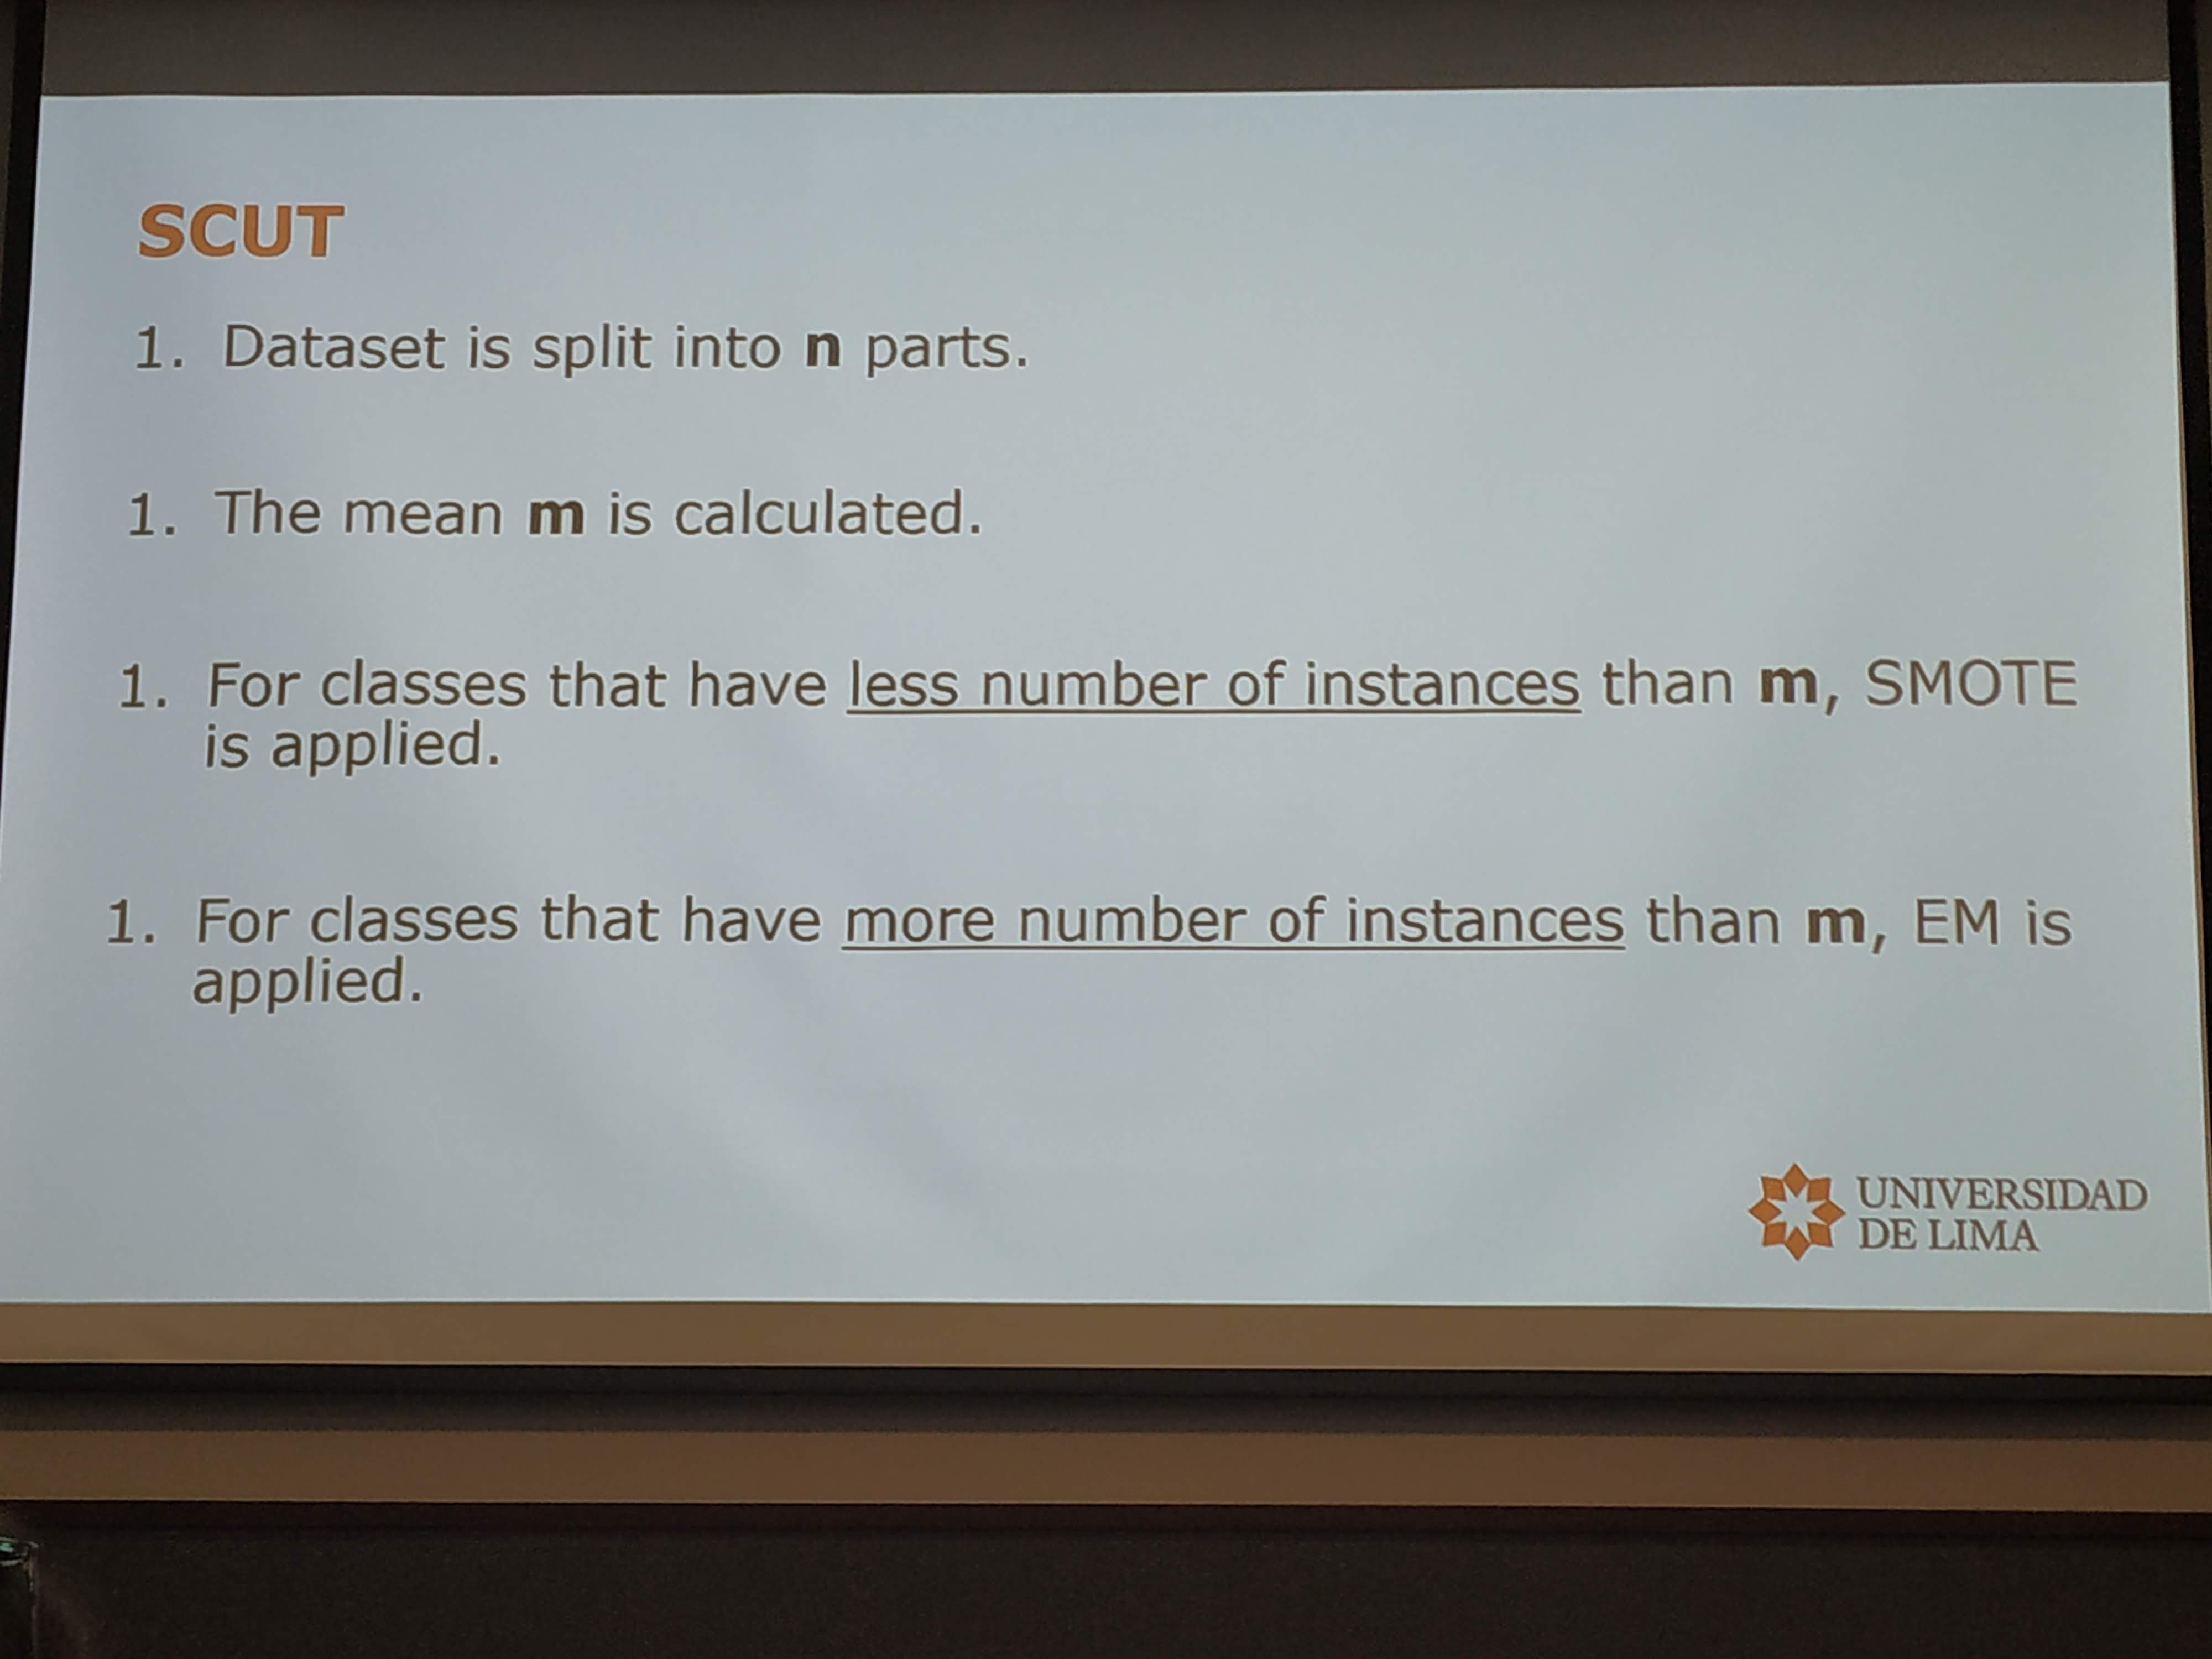 SCUT
1. Dataset is split into n parts.
1. The mean m is calculated.
1. For classes that have less number of instances than m, SMOTE
is applied.
1. For classes that have more number of instances than m, EM is
applied.
UNIVERSIDAD
DE LIMA